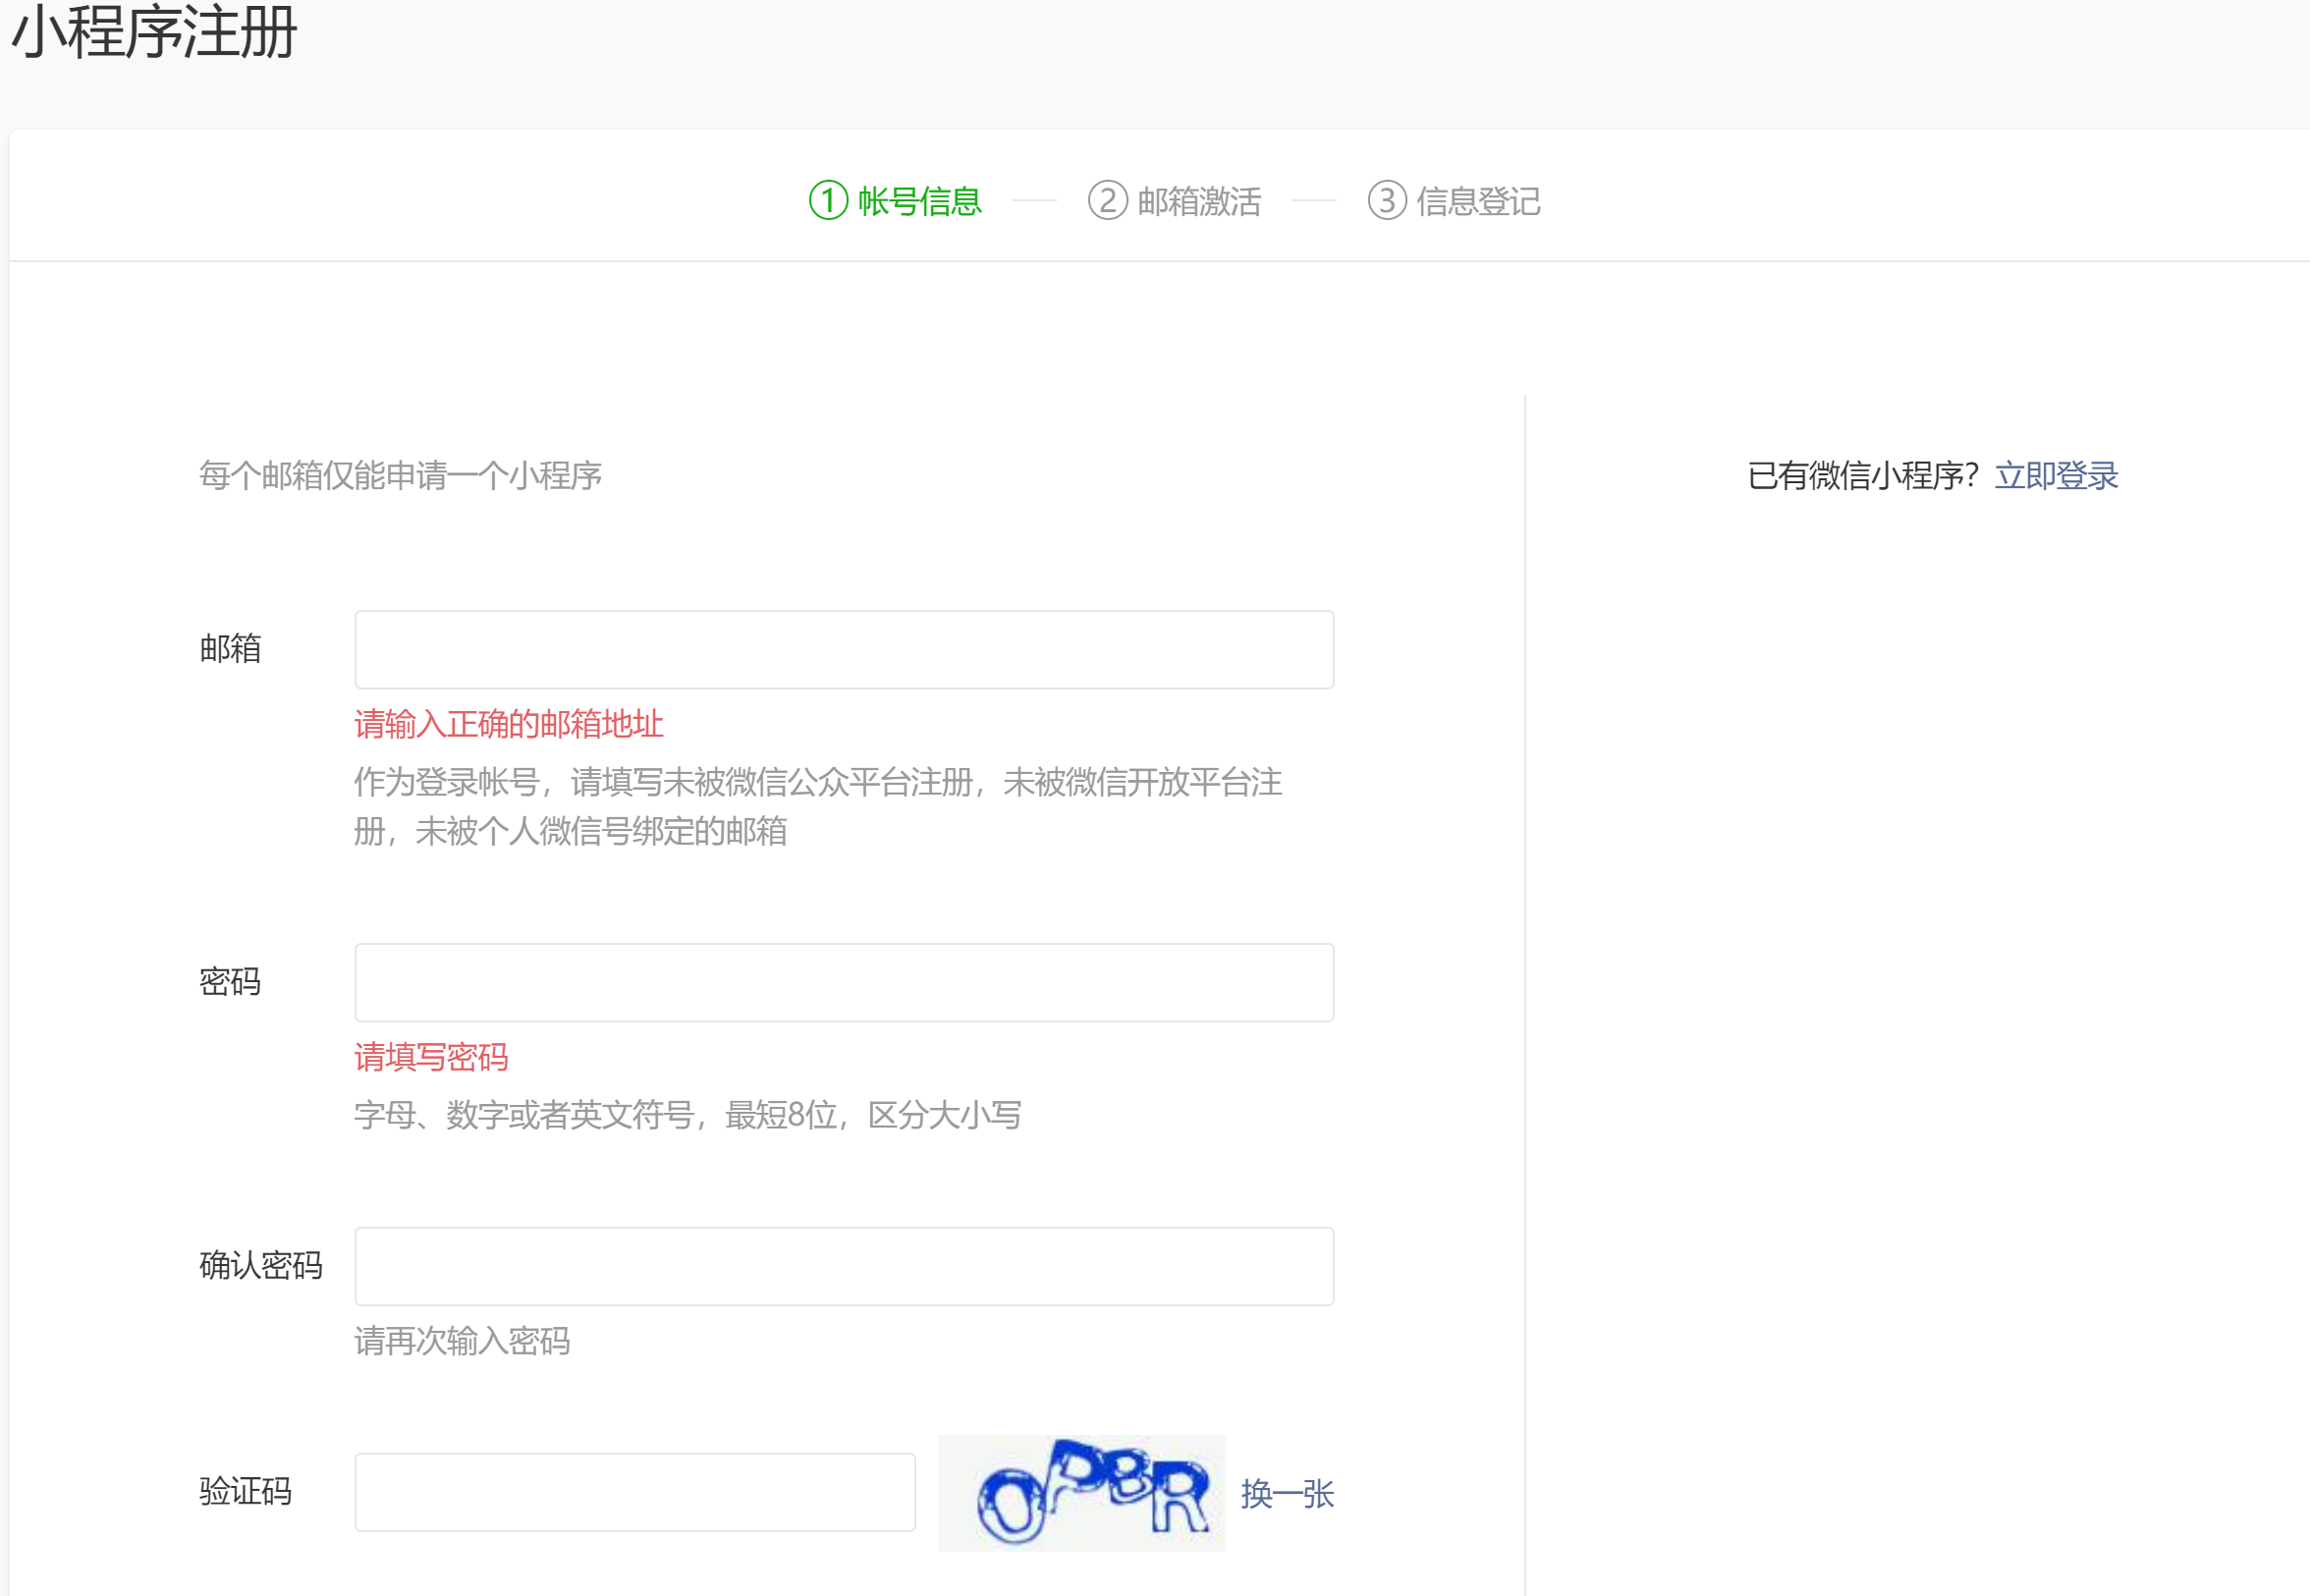 小程序注册
① 帐号信息 ② 邮箱激活 ③ 信息登记
每个邮箱仅能申请一个小程序
已有微信小程序？立即登录
邮箱
请输入正确的邮箱地址
作为登录帐号，请填写未被微信公众平台注册，未被微信开放平台注
册，未被个人微信号绑定的邮箱
密码
请填写密码
字母、数字或者英文符号，最短8位，区分大小写
确认密码
请再次输入密码
验证码 OPBR 换一张